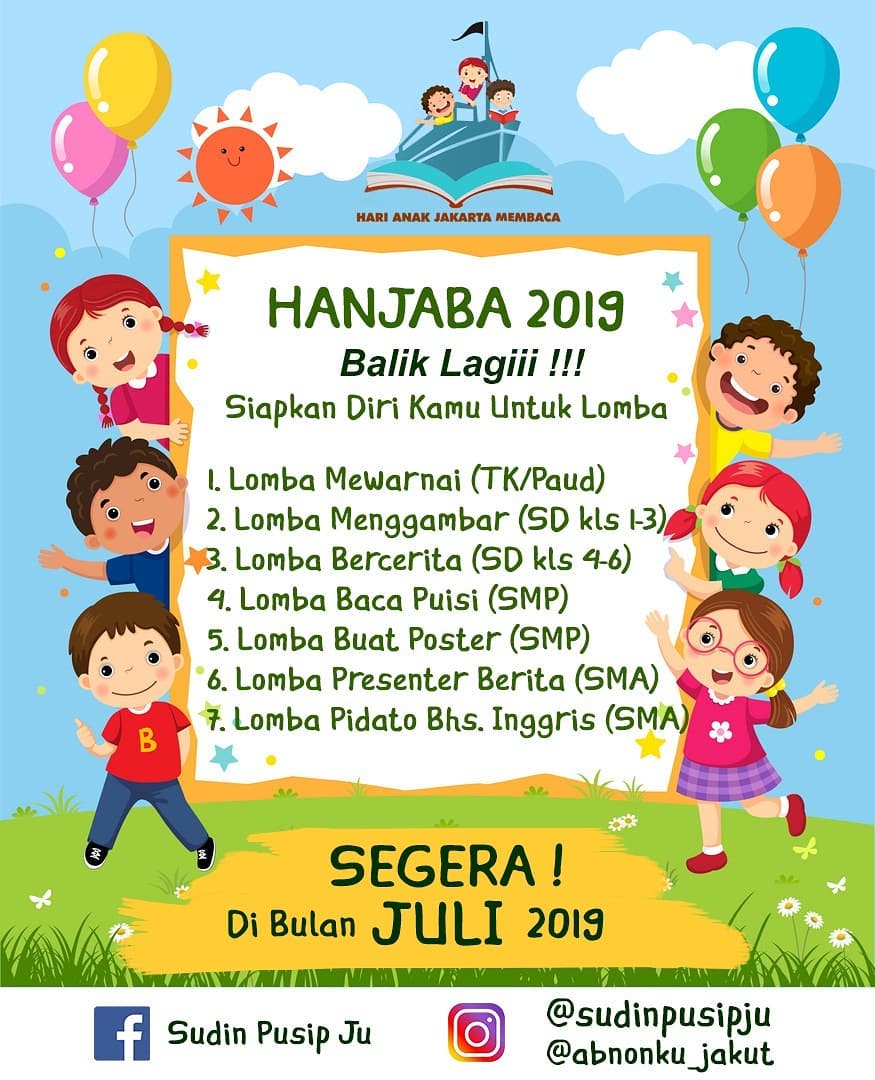 HARI ANAK JAKARTA MEMBACA
HANJABA 2019
Balik Lagiii !!!
Siapkan Diri Kamu Untuk Lomba
1. Lomba Mewarnai (TK/Paud)
2. Lomba Menggambar (SD kls 1-3)
3. Lomba Bercerita (SD kls 4-6)
4. Lomba Baca Puisi (SMP)
5. Lomba Buat Poster (SMP)
6. Lomba Presenter Berita (SMA)
7. Lomba Pidato Bhs. Inggris (SMA)
B
SEGERA !
Di Bulan JULI 2019
Sudin Pusip Ju
@sudinpusipju
@abnonku_jakut